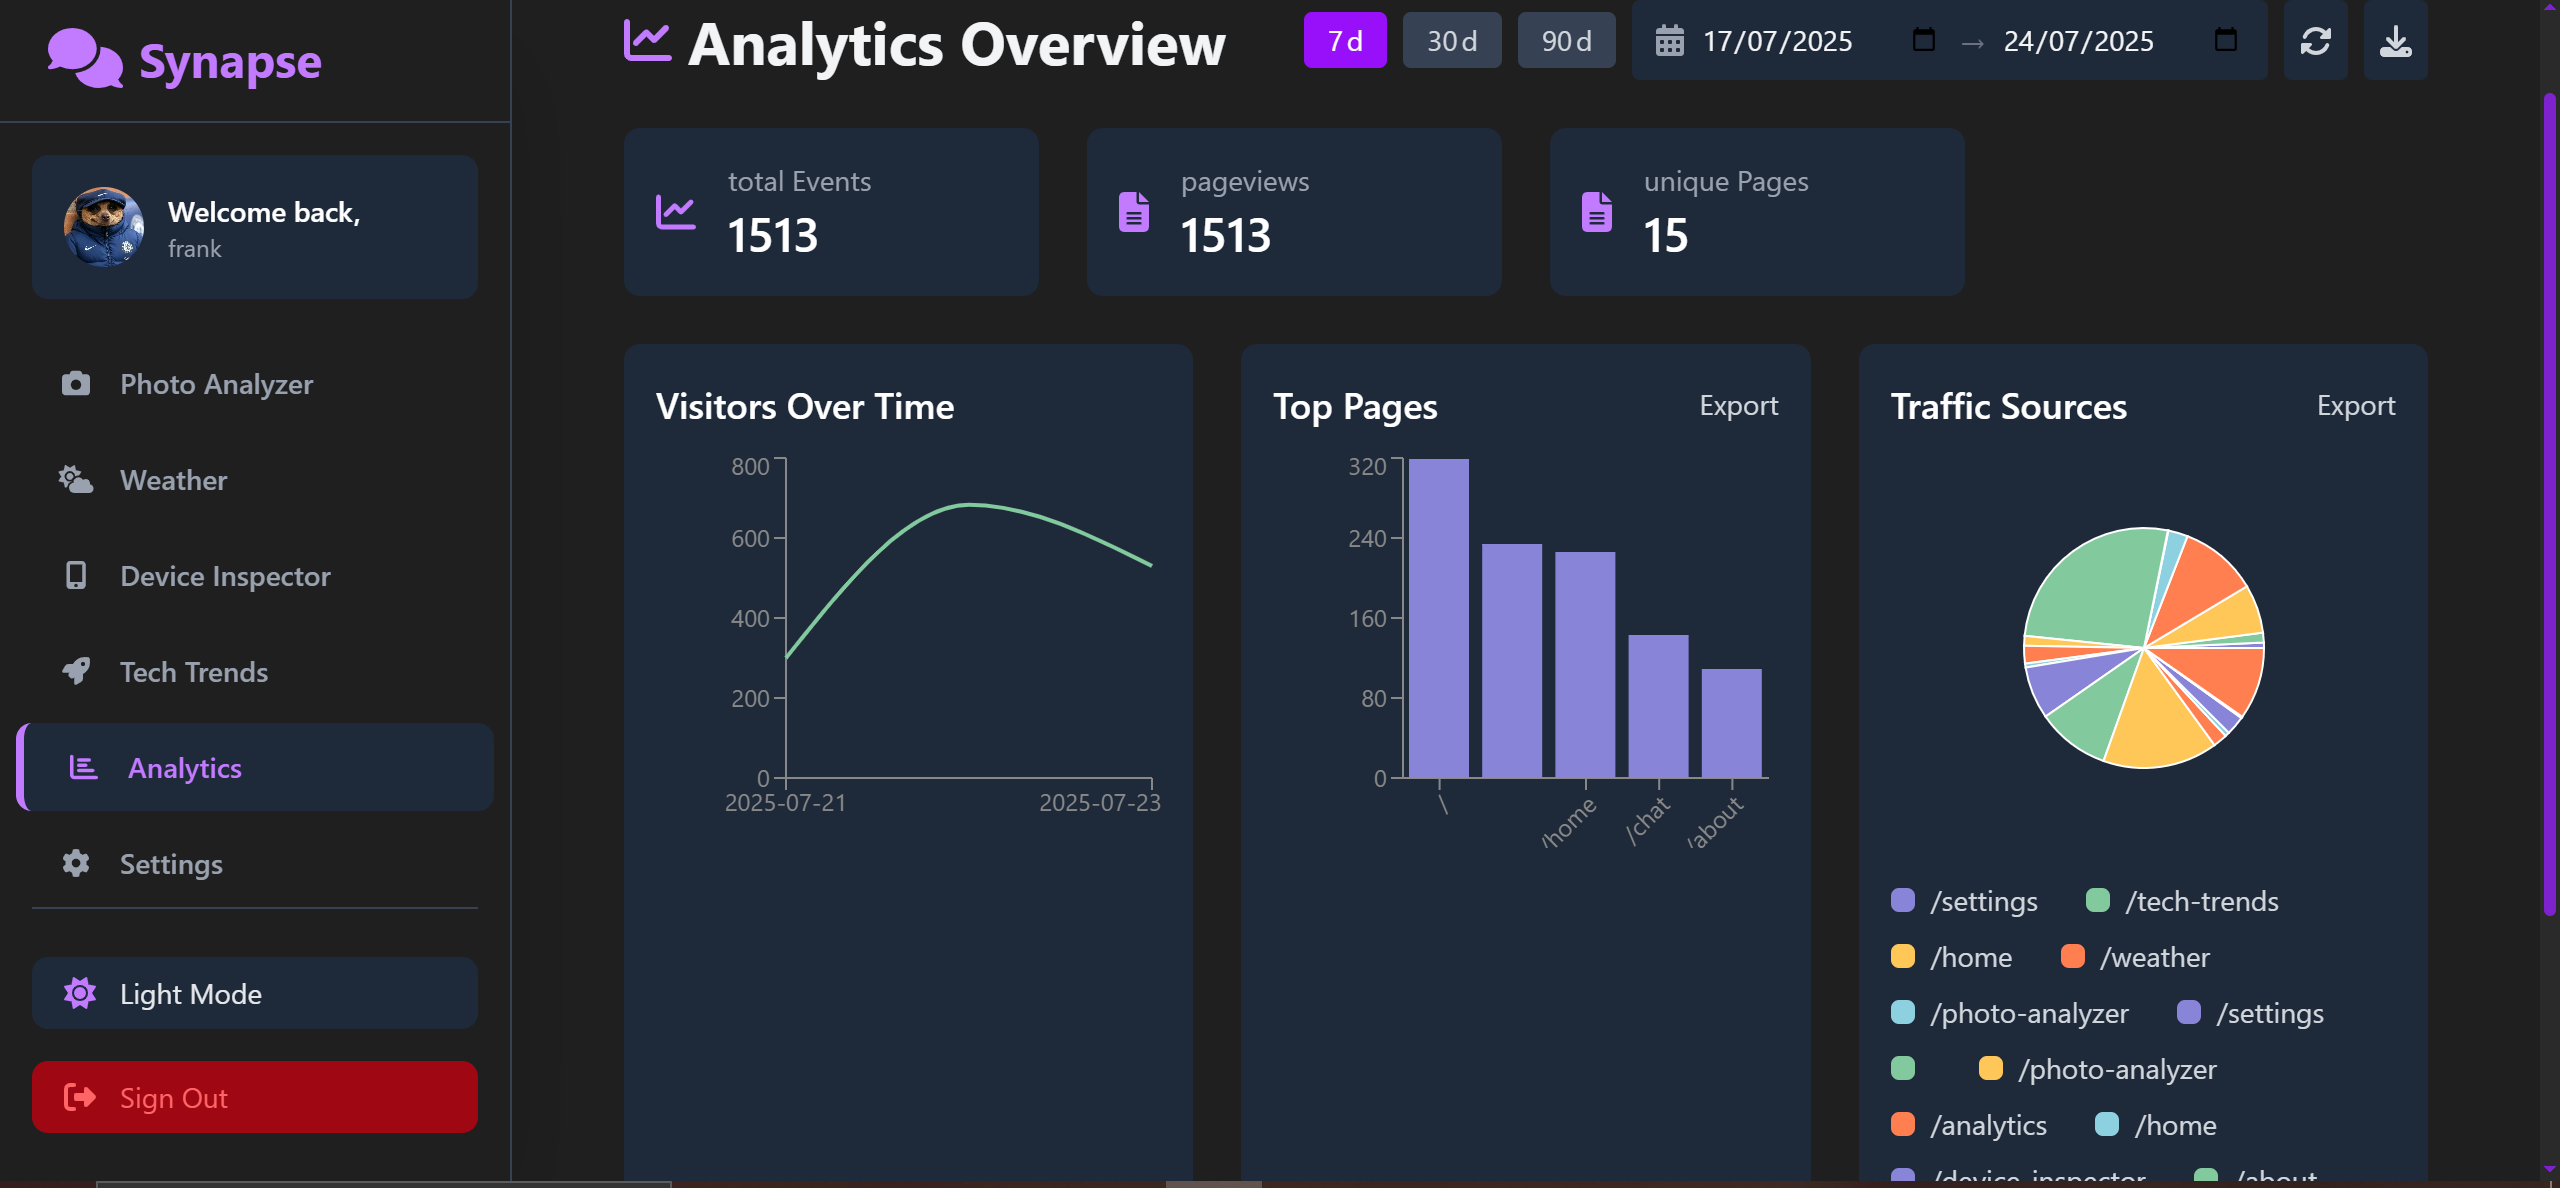 Synapse
Welcome back,
frank
Photo Analyzer
Weather
Device Inspector
Tech Trends
Analytics
Settings
Light Mode
Sign Out
Analytics Overview
7d
30d
90d
17/07/2025 → 24/07/2025
total Events
1513
pageviews
1513
unique Pages
15
Visitors Over Time
800
600
400
200
0
2025-07-21
2025-07-23
Top Pages
Export
320
240
160
80
0
/
/home
/chat
/about
Traffic Sources
Export
/settings
/tech-trends
/home
/weather
/photo-analyzer
/settings
/photo-analyzer
/analytics
/home
/device-inspector
/about